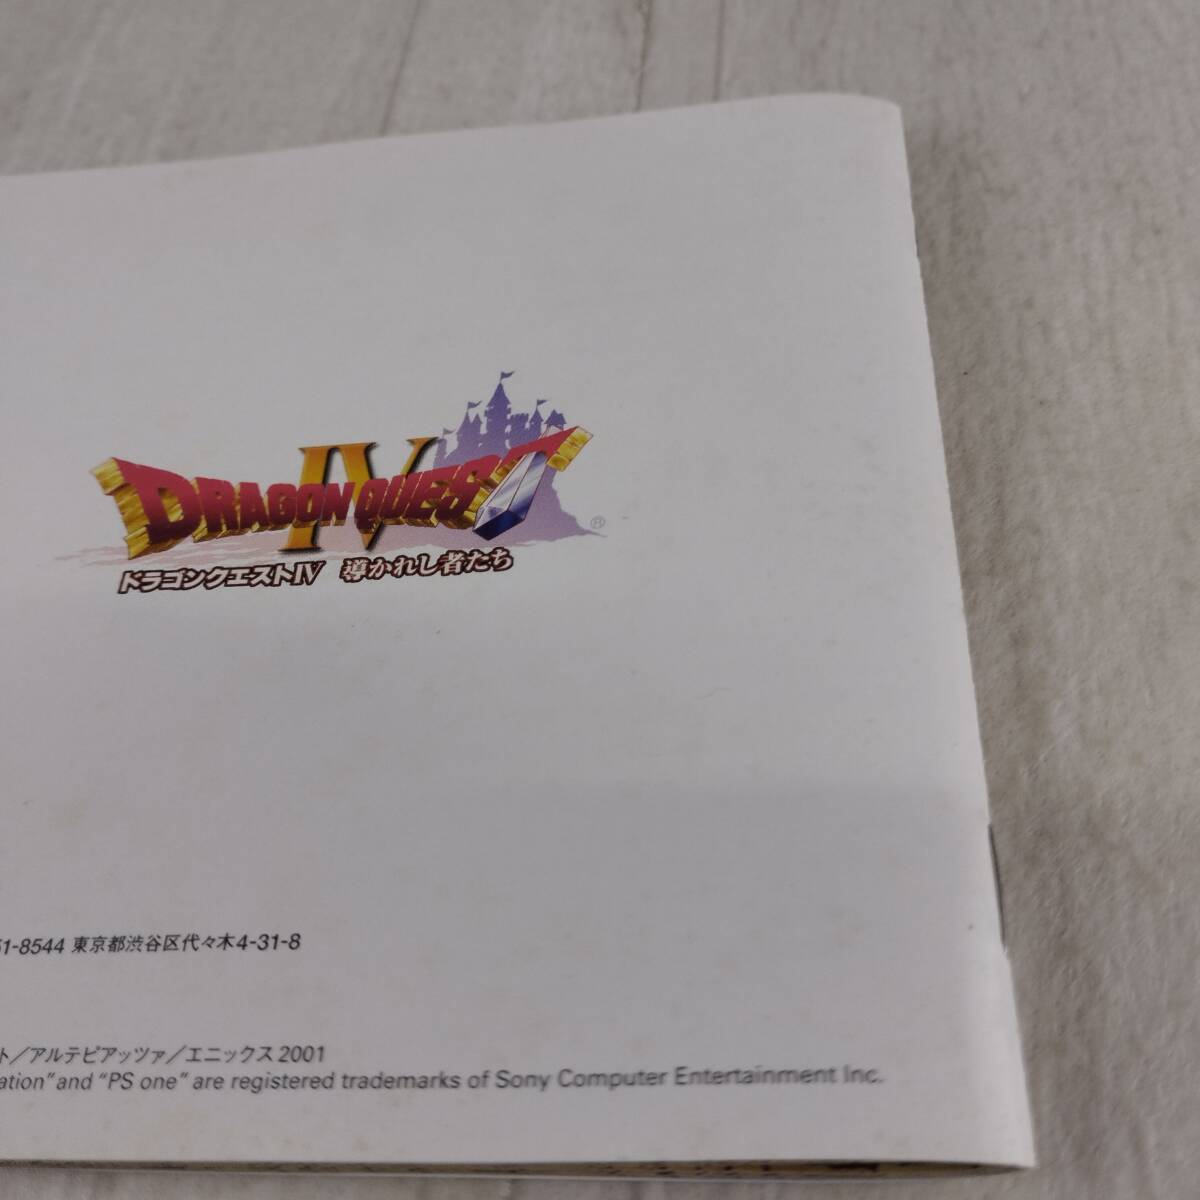 DRAGON QUEST IV ®
ドラゴンクエストIV 導かれし者たち
51-8544 東京都渋谷区代々木4-31-8
ト／アルテピアッツァ／エニックス 2001
ation" and "PS one" are registered trademarks of Sony Computer Entertainment Inc.